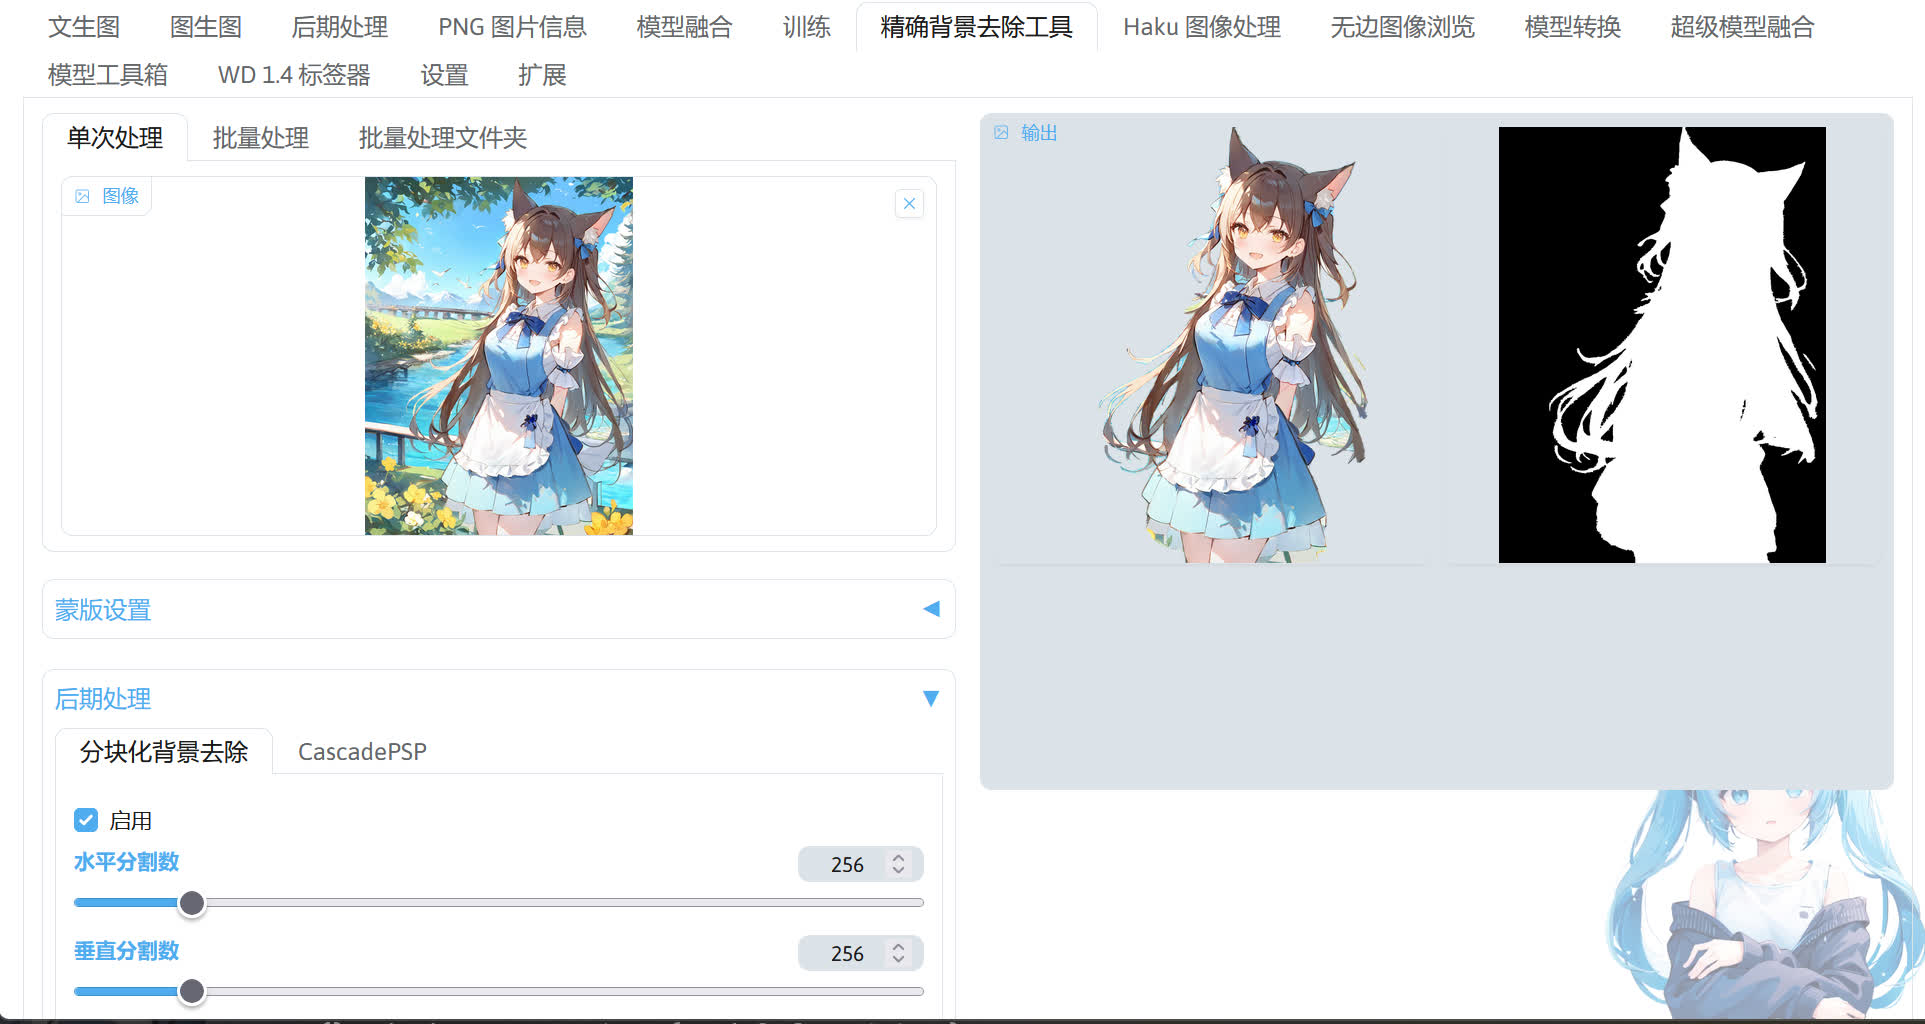 文生图 图生图 后期处理 PNG 图片信息 模型融合 训练 精确背景去除工具 Haku 图像处理 无边图像浏览 模型转换 超级模型融合
模型工具箱 WD 1.4 标签器 设置 扩展
单次处理 批量处理 批量处理文件夹
图像
输出
蒙版设置
后期处理
分块化背景去除 CascadePSP
启用
水平分割数 256
垂直分割数 256